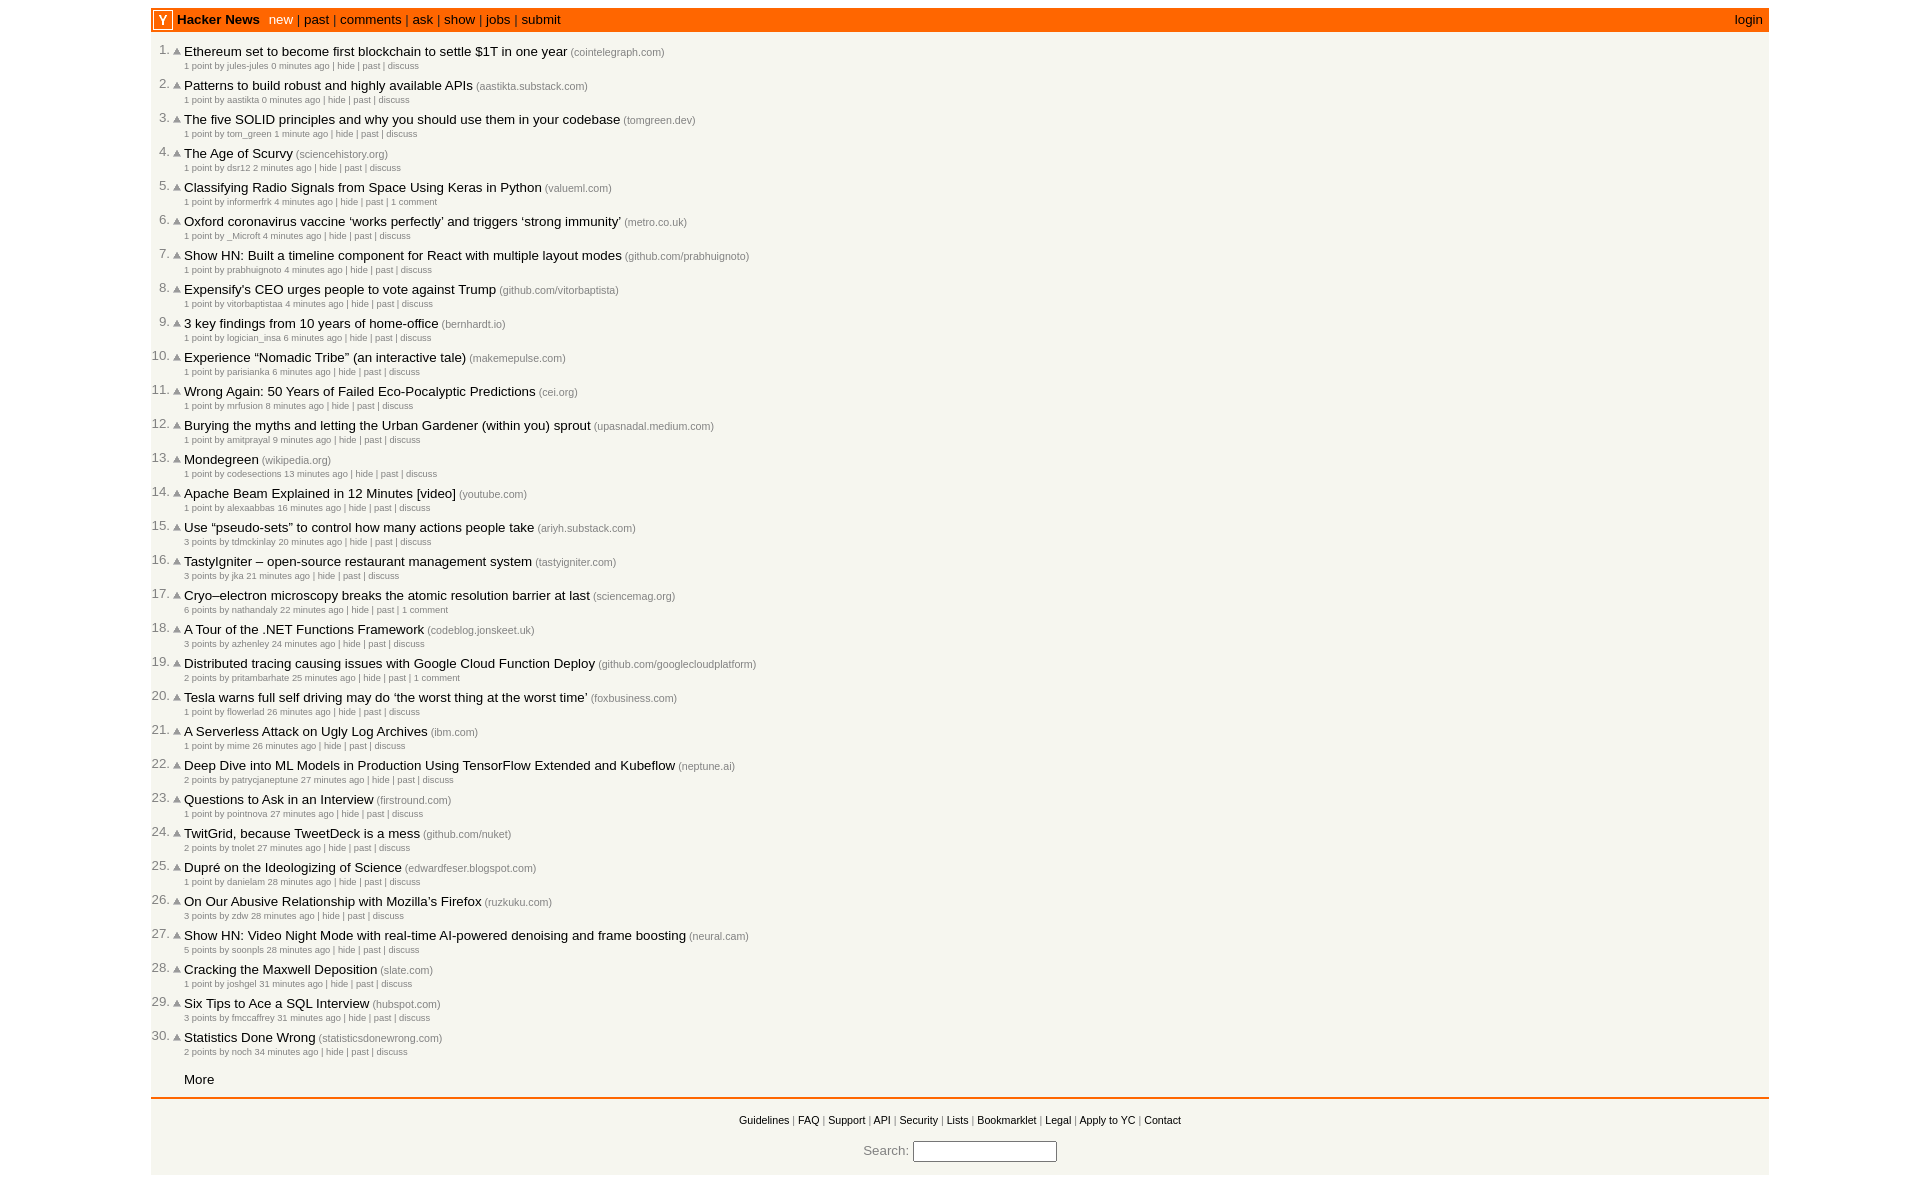 Y Hacker News new | past | comments | ask | show | jobs | submit login
1. Ethereum set to become first blockchain to settle $1T in one year (cointelegraph.com)
1 point by jules-jules 0 minutes ago | hide | past | discuss
2. Patterns to build robust and highly available APIs (aastikta.substack.com)
1 point by aastikta 0 minutes ago | hide | past | discuss
3. The five SOLID principles and why you should use them in your codebase (tomgreen.dev)
1 point by tom_green 1 minute ago | hide | past | discuss
4. The Age of Scurvy (sciencehistory.org)
1 point by dsr12 2 minutes ago | hide | past | discuss
5. Classifying Radio Signals from Space Using Keras in Python (valueml.com)
1 point by informerfrk 4 minutes ago | hide | past | 1 comment
6. Oxford coronavirus vaccine ‘works perfectly’ and triggers ‘strong immunity’ (metro.co.uk)
1 point by _Microft 4 minutes ago | hide | past | discuss
7. Show HN: Built a timeline component for React with multiple layout modes (github.com/prabhuignoto)
1 point by prabhuignoto 4 minutes ago | hide | past | discuss
8. Expensify's CEO urges people to vote against Trump (github.com/vitorbaptista)
1 point by vitorbaptistaa 4 minutes ago | hide | past | discuss
9. 3 key findings from 10 years of home-office (bernhardt.io)
1 point by logician_insa 6 minutes ago | hide | past | discuss
10. Experience “Nomadic Tribe” (an interactive tale) (makemepulse.com)
1 point by parisianka 6 minutes ago | hide | past | discuss
11. Wrong Again: 50 Years of Failed Eco-Pocalyptic Predictions (cei.org)
1 point by mrfusion 8 minutes ago | hide | past | discuss
12. Burying the myths and letting the Urban Gardener (within you) sprout (upasnadal.medium.com)
1 point by amitprayal 9 minutes ago | hide | past | discuss
13. Mondegreen (wikipedia.org)
1 point by codesections 13 minutes ago | hide | past | discuss
14. Apache Beam Explained in 12 Minutes [video] (youtube.com)
1 point by alexaabbas 16 minutes ago | hide | past | discuss
15. Use “pseudo-sets” to control how many actions people take (ariyh.substack.com)
3 points by tdmckinlay 20 minutes ago | hide | past | discuss
16. TastyIgniter – open-source restaurant management system (tastyigniter.com)
3 points by jka 21 minutes ago | hide | past | discuss
17. Cryo–electron microscopy breaks the atomic resolution barrier at last (sciencemag.org)
6 points by nathandaly 22 minutes ago | hide | past | 1 comment
18. A Tour of the .NET Functions Framework (codeblog.jonskeet.uk)
3 points by azhenley 24 minutes ago | hide | past | discuss
19. Distributed tracing causing issues with Google Cloud Function Deploy (github.com/googlecloudplatform)
2 points by pritambarhate 25 minutes ago | hide | past | 1 comment
20. Tesla warns full self driving may do ‘the worst thing at the worst time’ (foxbusiness.com)
1 point by flowerlad 26 minutes ago | hide | past | discuss
21. A Serverless Attack on Ugly Log Archives (ibm.com)
1 point by mime 26 minutes ago | hide | past | discuss
22. Deep Dive into ML Models in Production Using TensorFlow Extended and Kubeflow (neptune.ai)
2 points by patrycjaneptune 27 minutes ago | hide | past | discuss
23. Questions to Ask in an Interview (firstround.com)
1 point by pointnova 27 minutes ago | hide | past | discuss
24. TwitGrid, because TweetDeck is a mess (github.com/nuket)
2 points by tnolet 27 minutes ago | hide | past | discuss
25. Dupré on the Ideologizing of Science (edwardfeser.blogspot.com)
1 point by danielam 28 minutes ago | hide | past | discuss
26. On Our Abusive Relationship with Mozilla’s Firefox (ruzkuku.com)
3 points by zdw 28 minutes ago | hide | past | discuss
27. Show HN: Video Night Mode with real-time AI-powered denoising and frame boosting (neural.cam)
5 points by soonpls 28 minutes ago | hide | past | discuss
28. Cracking the Maxwell Deposition (slate.com)
1 point by joshgel 31 minutes ago | hide | past | discuss
29. Six Tips to Ace a SQL Interview (hubspot.com)
3 points by fmccaffrey 31 minutes ago | hide | past | discuss
30. Statistics Done Wrong (statisticsdonewrong.com)
2 points by noch 34 minutes ago | hide | past | discuss
More
Guidelines | FAQ | Support | API | Security | Lists | Bookmarklet | Legal | Apply to YC | Contact
Search: